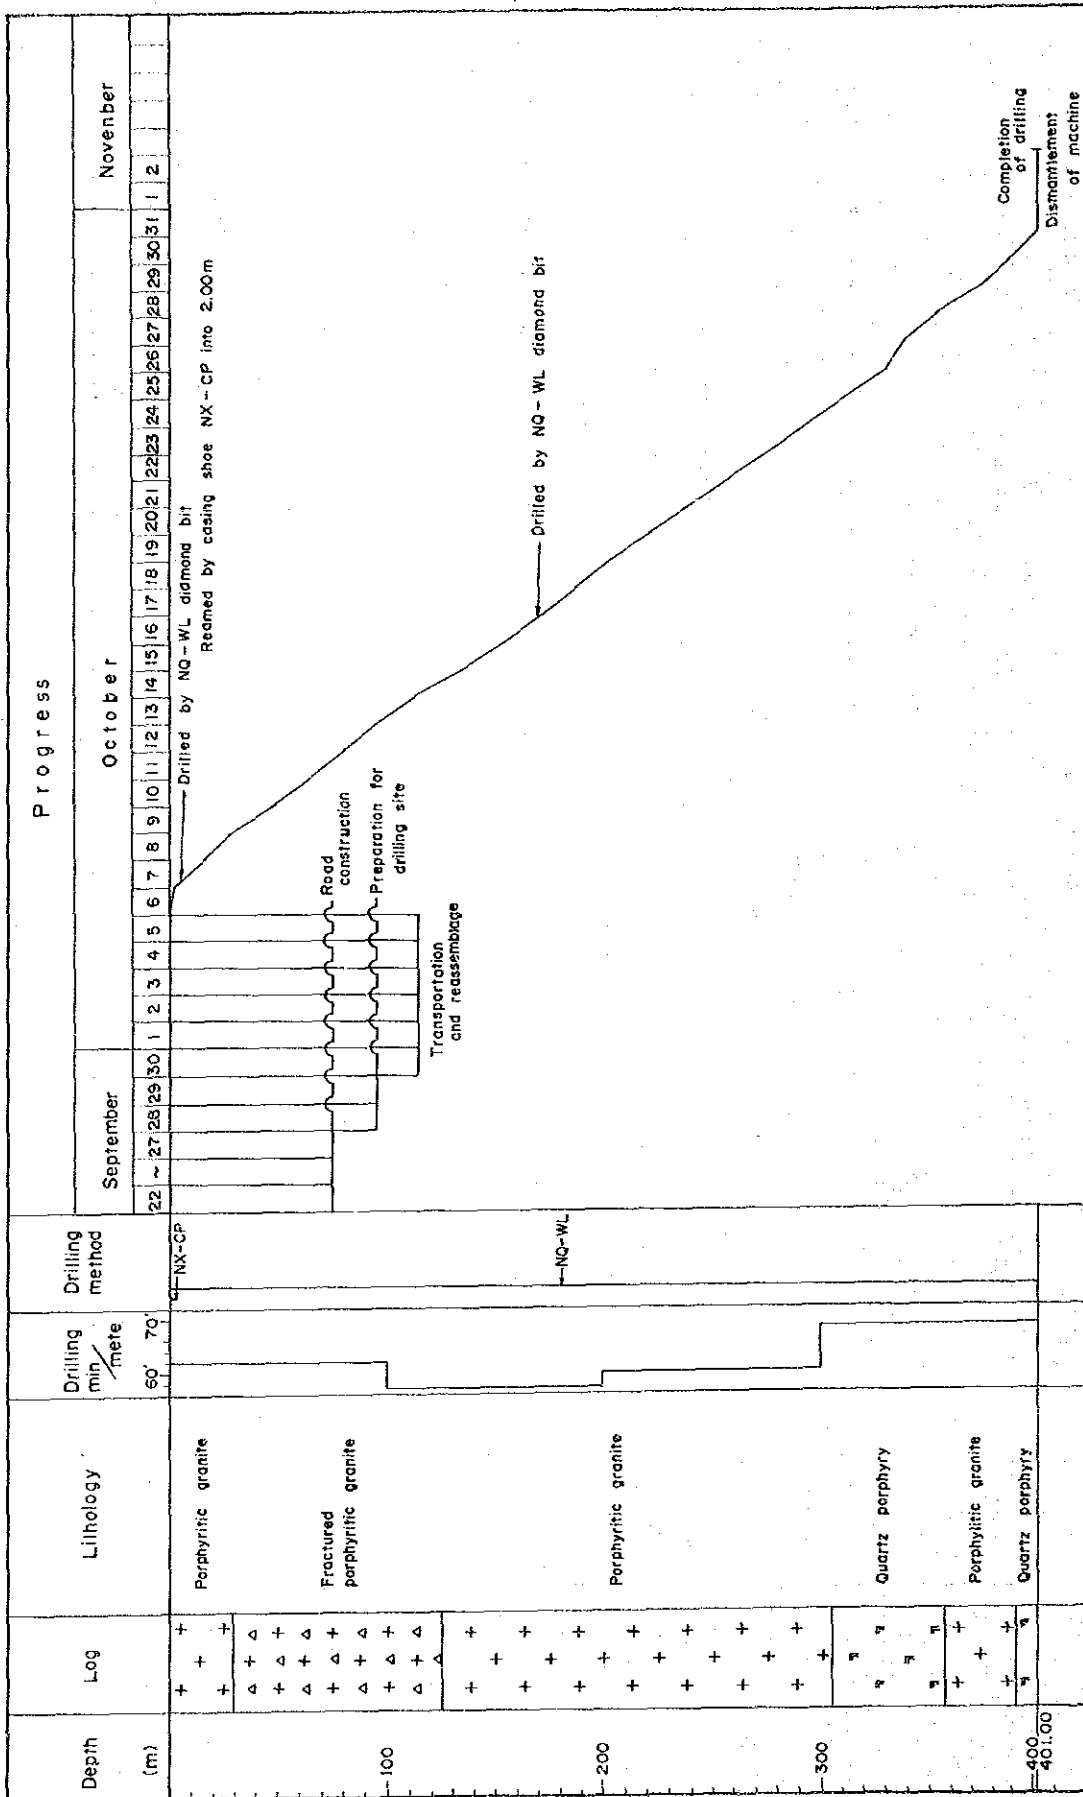 Depth
(m)
Log
Lilhology
Drilling
min/mete
60' 70'
Drilling
method
Progress
September
October
Novenber
22 ~ 27 28 29 30 1 2 3 4 5 6 7 8 9 10 11 12 13 14 15 16 17 18 19 20 21 22 23 24 25 26 27 28 29 30 31 1 2
NX-CP
NQ-WL
Drilled by NQ-WL diamond bit
Reamed by casing shoe NX-CP into 2.00m
Road
construction
Preparation for
drilling site
Transportation
and reassemblage
Drilled by NQ-WL diamond bit
Completion
of drilling
Dismantlement
of machine
Porphyritic granite
Fractured
porphyritic granite
Porphyritic granite
Quartz porphyry
Porphylitic granite
Quartz porphyry
100
200
300
400
401.00